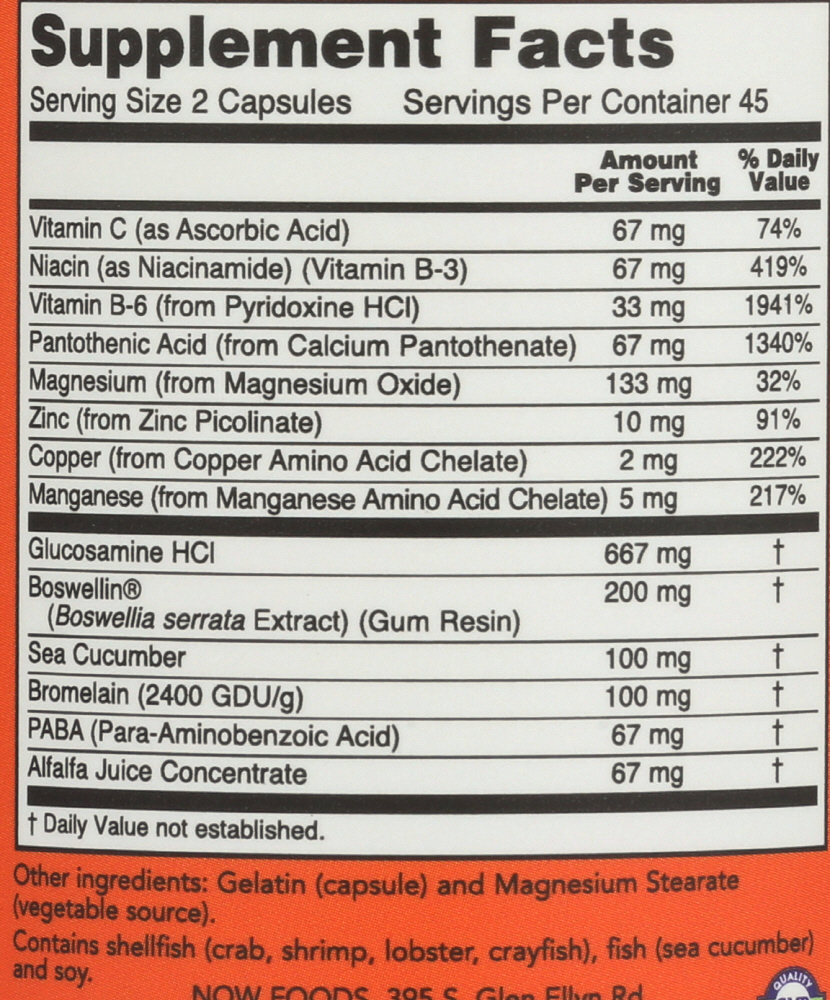 Supplement Facts
Serving Size 2 Capsules Servings Per Container 45
Amount Per Serving % Daily Value
Vitamin C (as Ascorbic Acid) 67 mg 74%
Niacin (as Niacinamide) (Vitamin B-3) 67 mg 419%
Vitamin B-6 (from Pyridoxine HCl) 33 mg 1941%
Pantothenic Acid (from Calcium Pantothenate) 67 mg 1340%
Magnesium (from Magnesium Oxide) 133 mg 32%
Zinc (from Zinc Picolinate) 10 mg 91%
Copper (from Copper Amino Acid Chelate) 2 mg 222%
Manganese (from Manganese Amino Acid Chelate) 5 mg 217%
Glucosamine HCl 667 mg †
Boswellin® 200 mg †
(Boswellia serrata Extract) (Gum Resin)
Sea Cucumber 100 mg †
Bromelain (2400 GDU/g) 100 mg †
PABA (Para-Aminobenzoic Acid) 67 mg †
Alfalfa Juice Concentrate 67 mg †
† Daily Value not established.
Other ingredients: Gelatin (capsule) and Magnesium Stearate
(vegetable source).
Contains shellfish (crab, shrimp, lobster, crayfish), fish (sea cucumber)
and soy.
NOW FOODS, 395 S. Glen Ellyn Rd
QUALITY